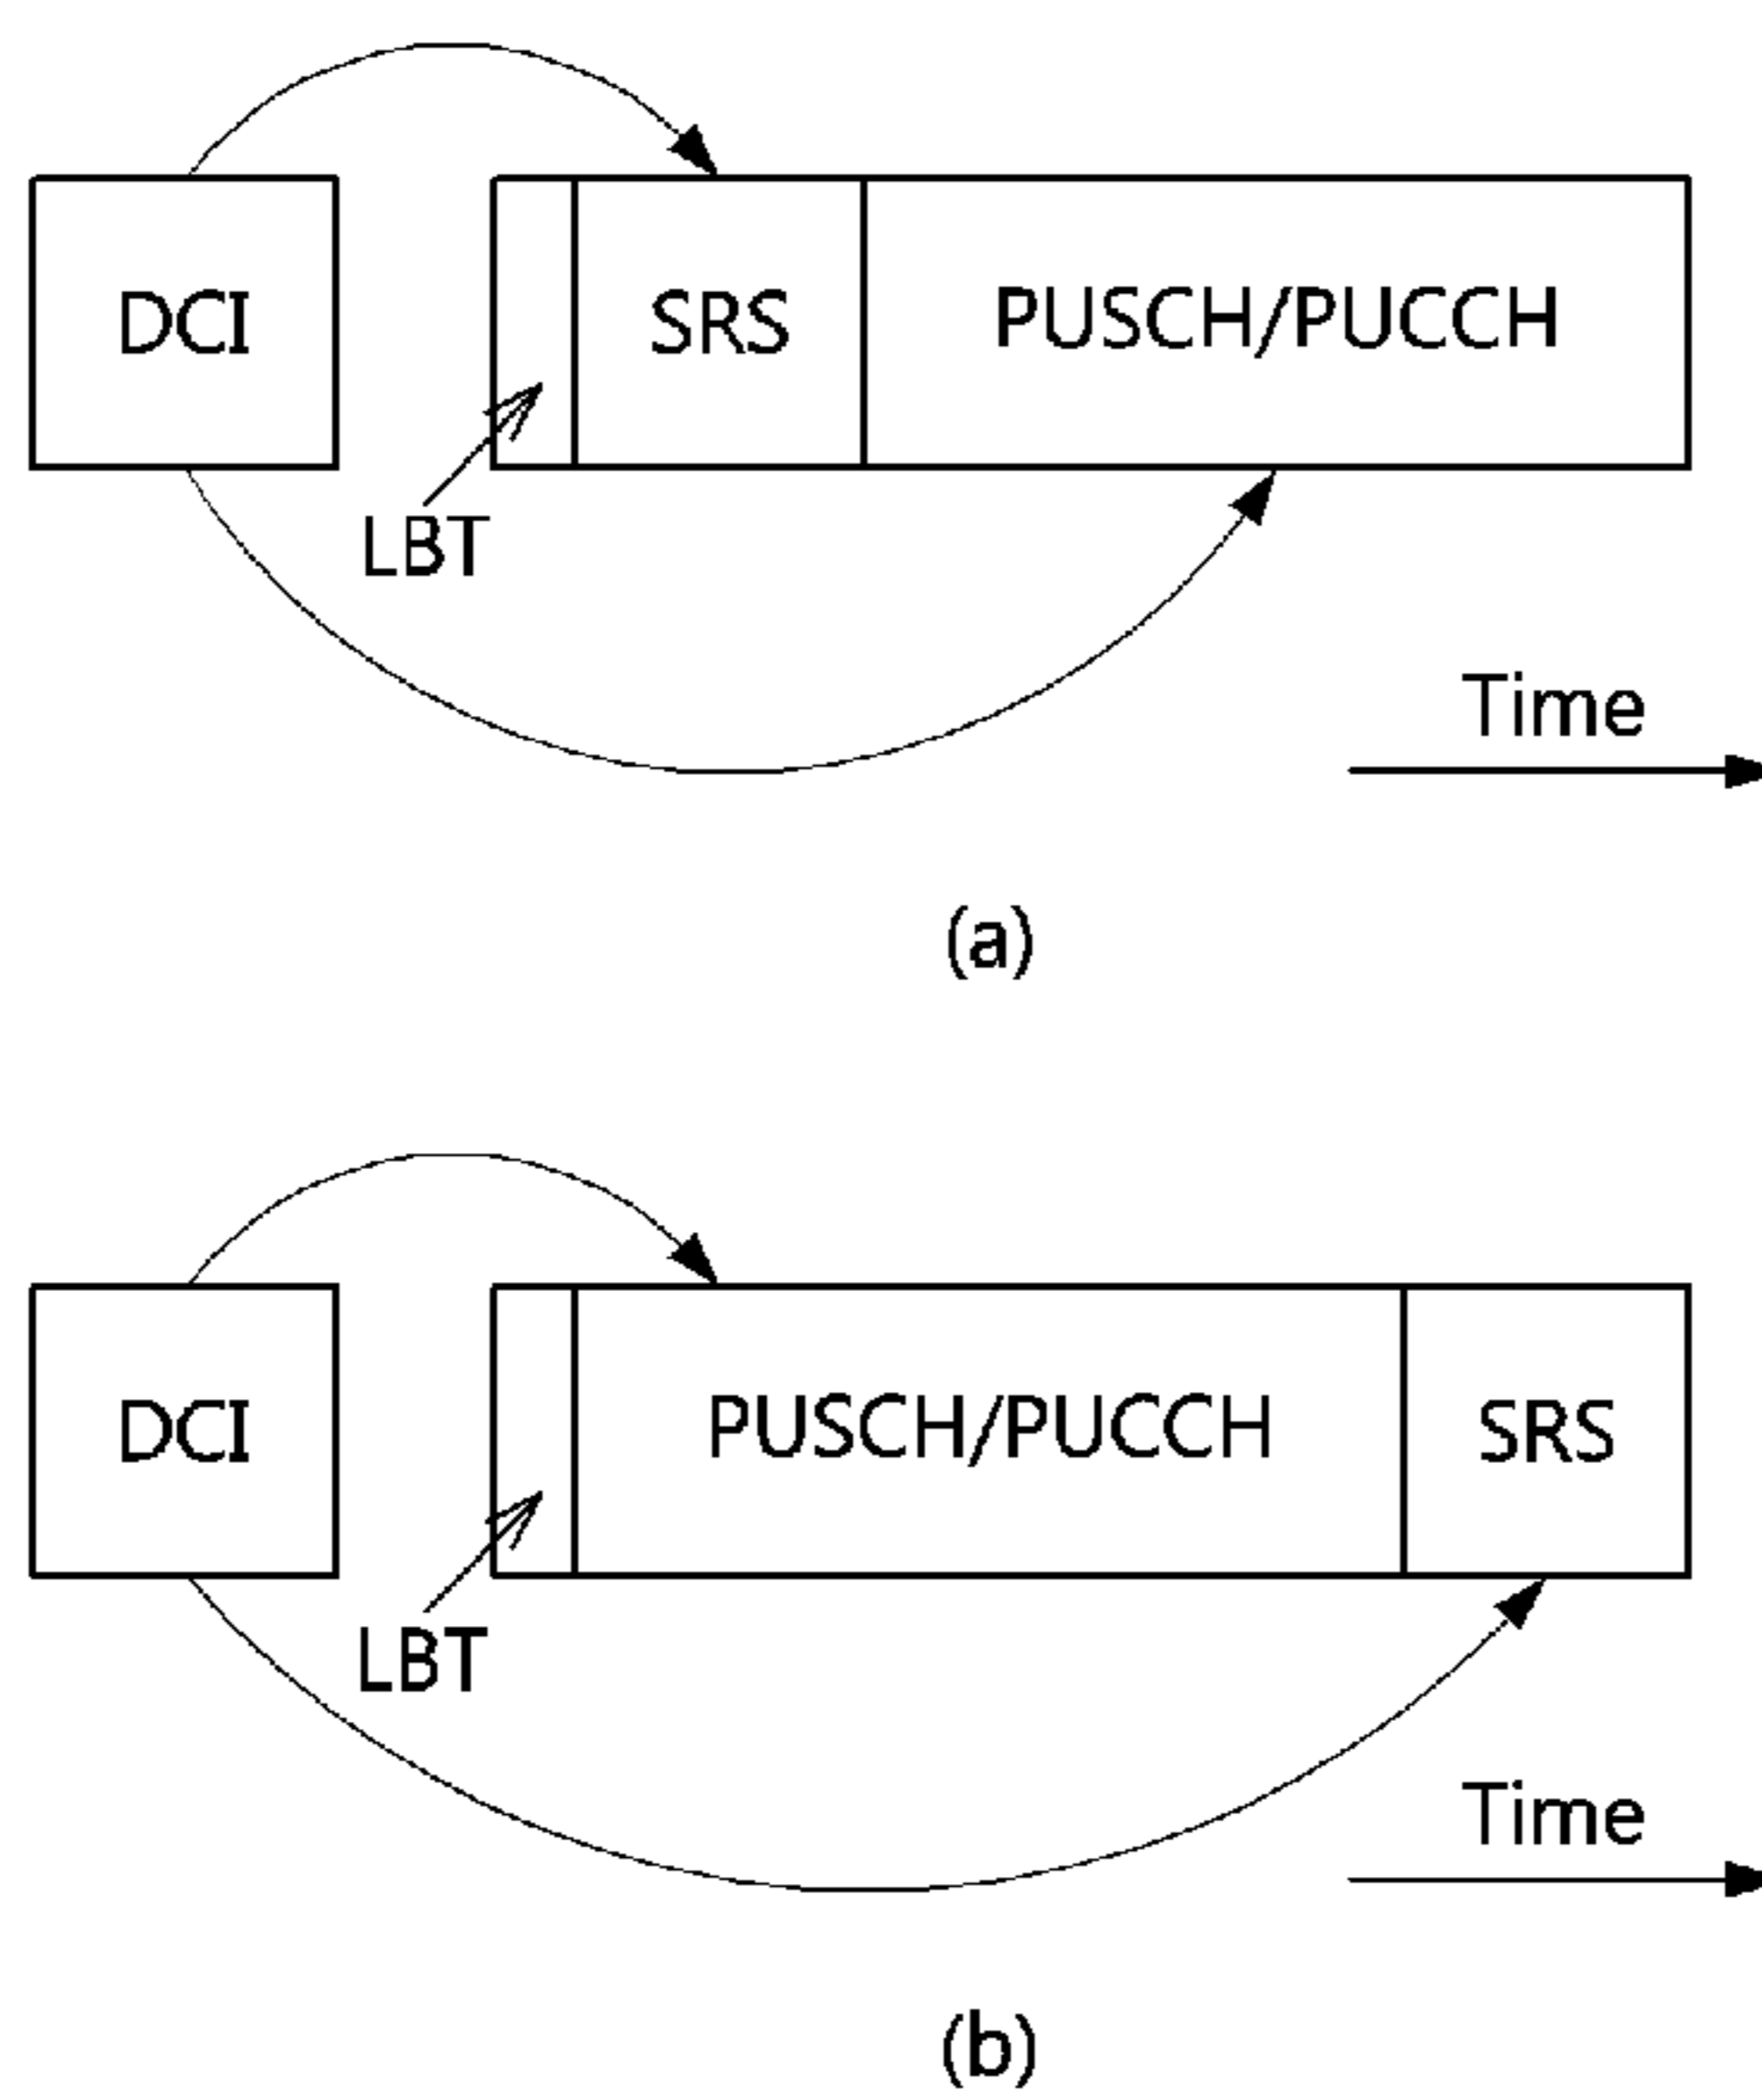 DCI
SRS
PUSCH/PUCCH
LBT
Time
(a)
DCI
PUSCH/PUCCH
SRS
LBT
Time
(b)